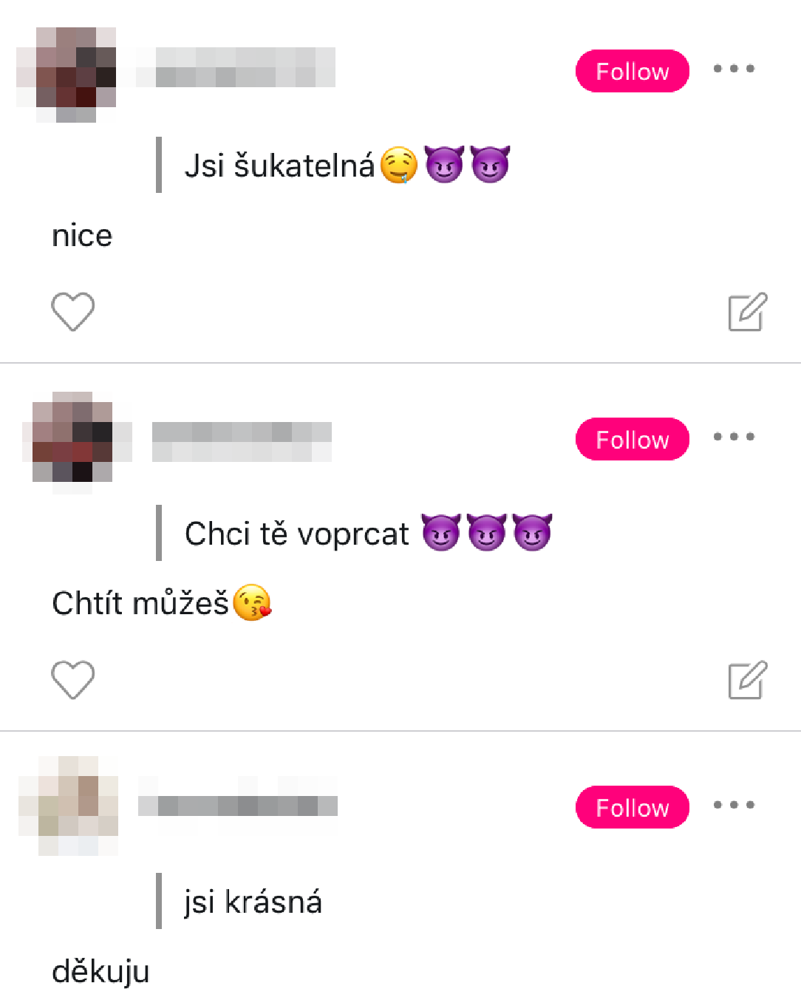 Follow
Jsi šukatelná🤤😈😈
nice
Follow
Chci tě voprcat 😈😈😈
Chtít můžeš😘
Follow
jsi krásná
děkuju